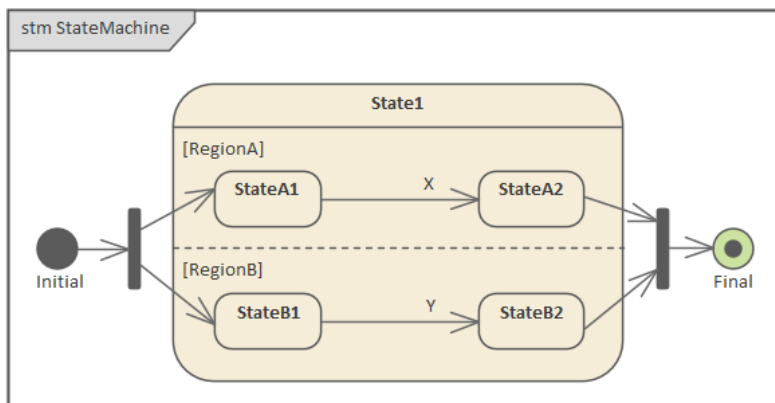 stm StateMachine
State1
[RegionA]
StateA1
X
StateA2
Initial
[RegionB]
Final
StateB1
Y
StateB2